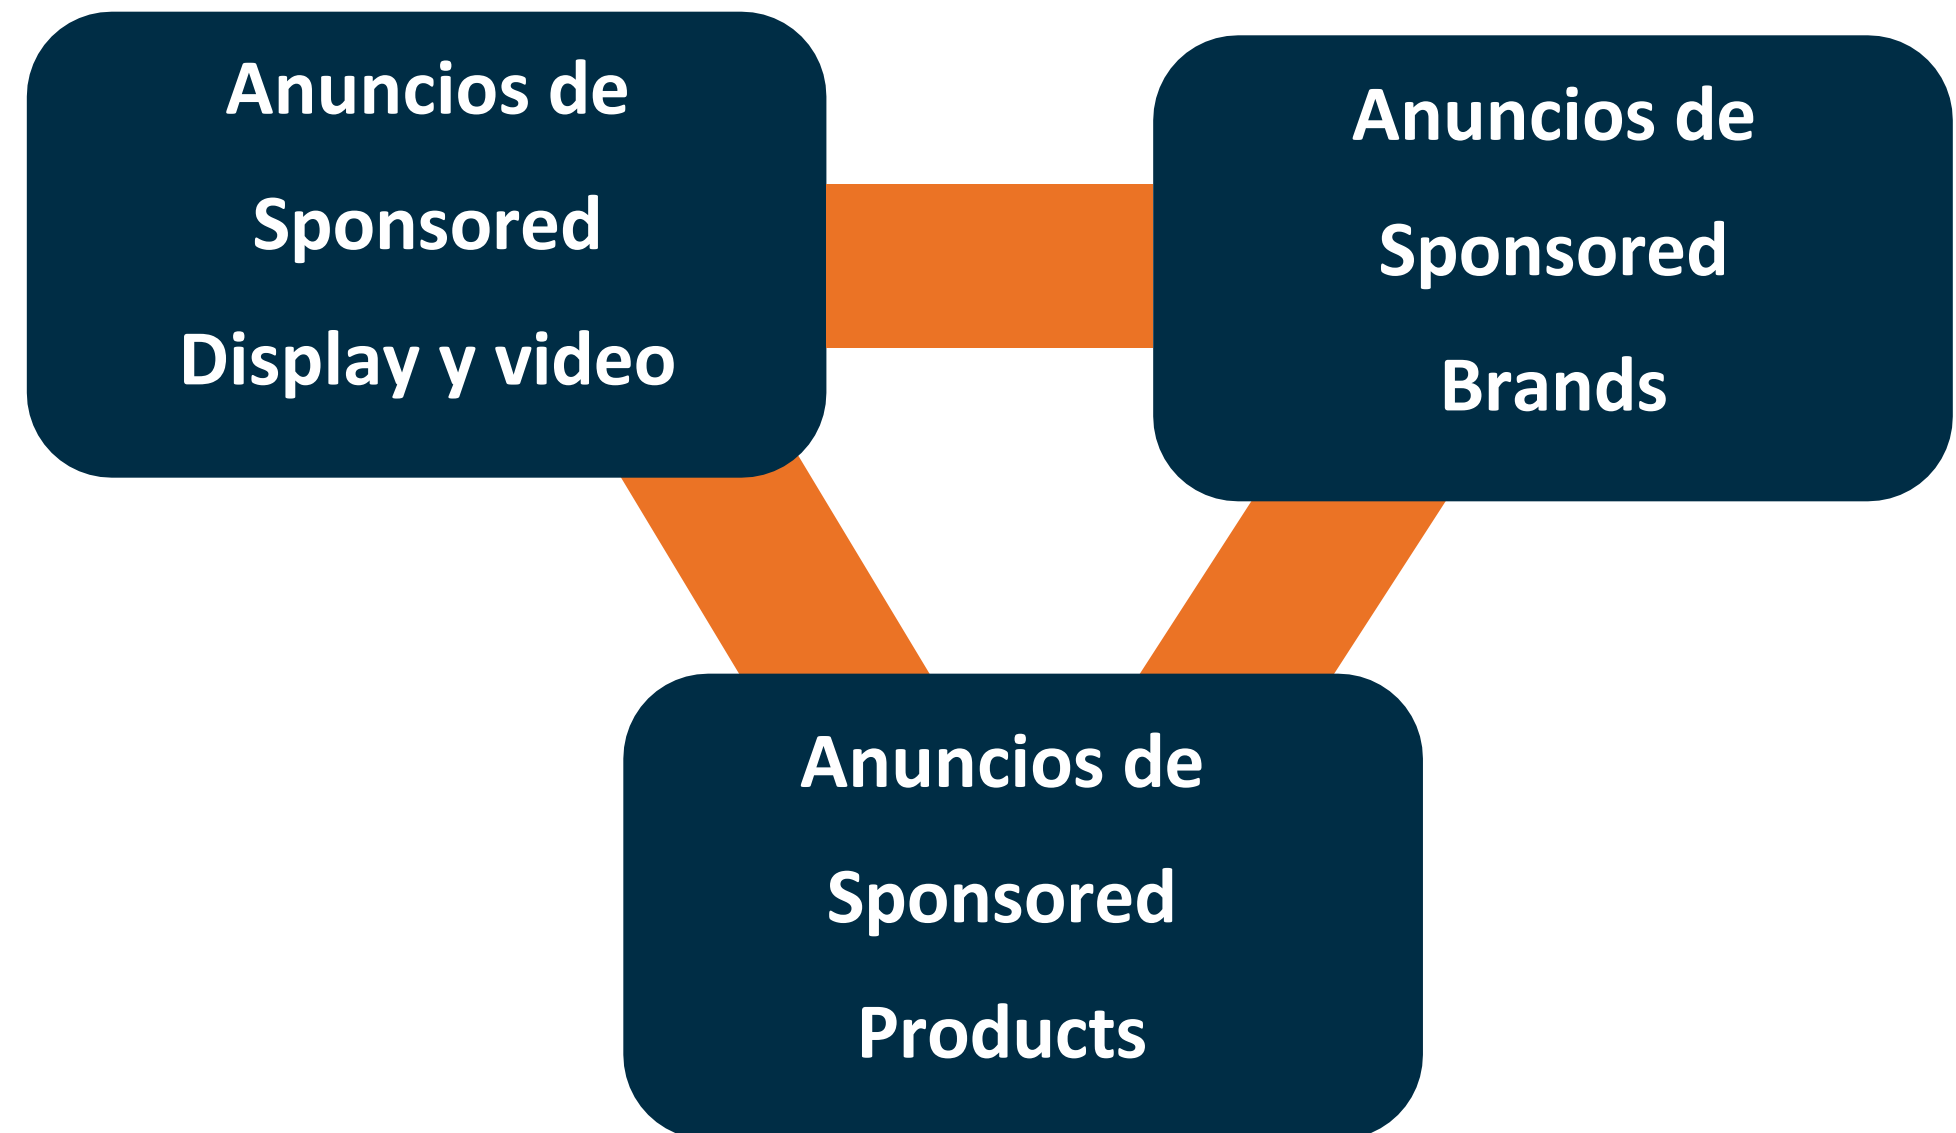 Anuncios de
Sponsored
Display y video
Anuncios de
Sponsored
Brands
Anuncios de
Sponsored
Products